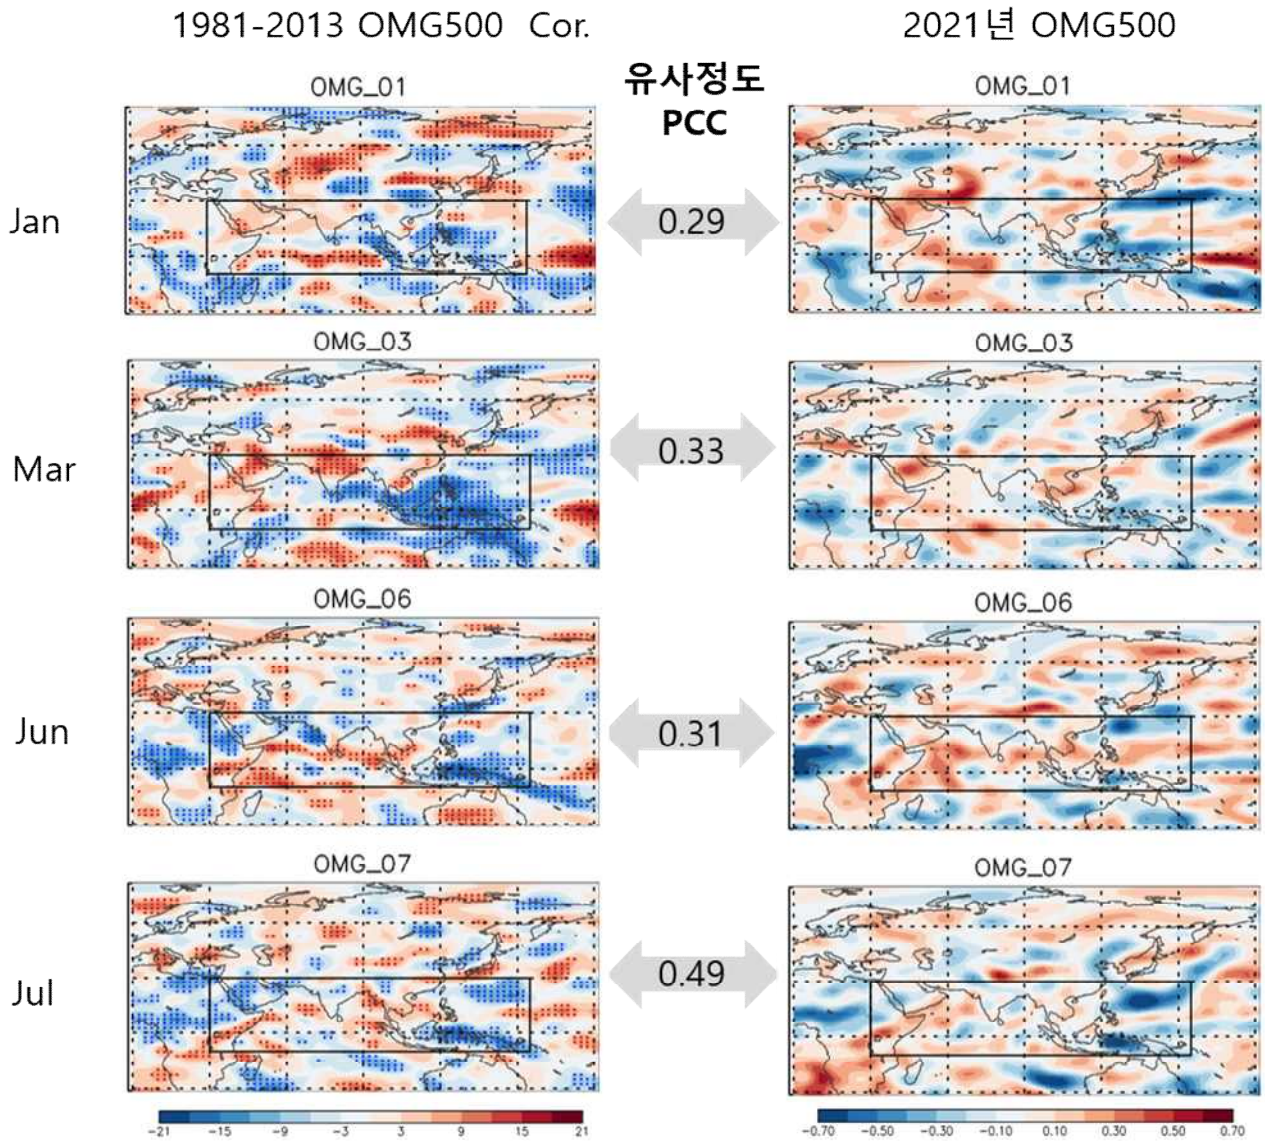 1981-2013 OMG500 Cor.
2021년 OMG500
유사정도
PCC
OMG_01
OMG_01
Jan
0.29
OMG_03
OMG_03
Mar
0.33
OMG_06
OMG_06
Jun
0.31
OMG_07
OMG_07
Jul
0.49
-21 -15 -9 -3 3 9 15 21
-0.70 -0.50 -0.30 -0.10 0.10 0.30 0.50 0.70